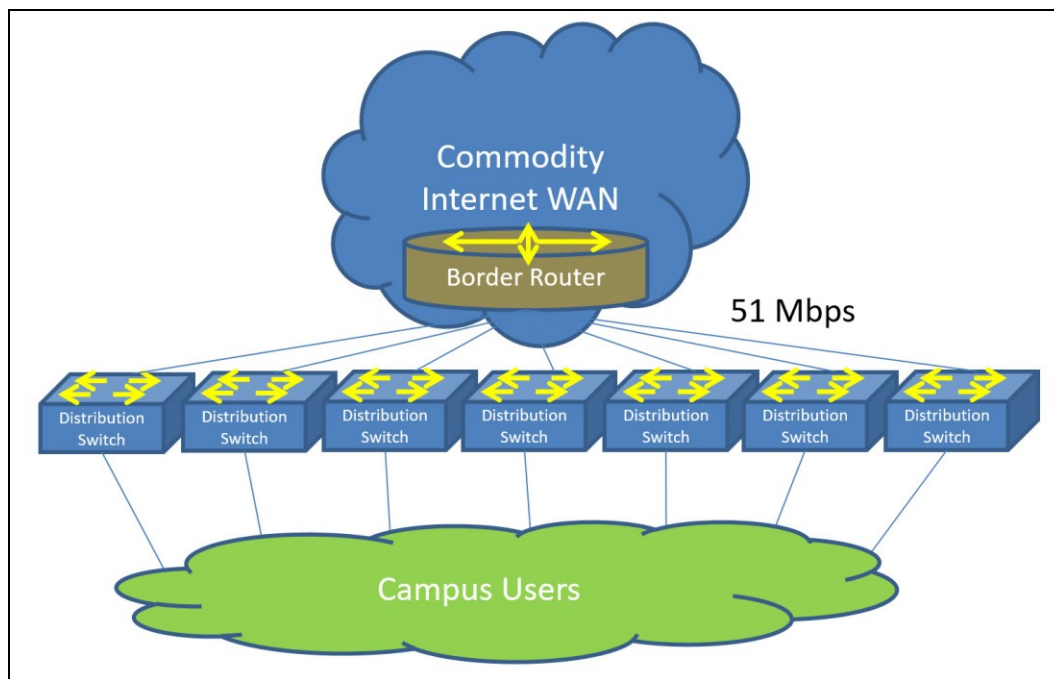 Commodity
Internet WAN
Border Router
51 Mbps
Distribution
Switch
Distribution
Switch
Distribution
Switch
Distribution
Switch
Distribution
Switch
Distribution
Switch
Distribution
Switch
Campus Users